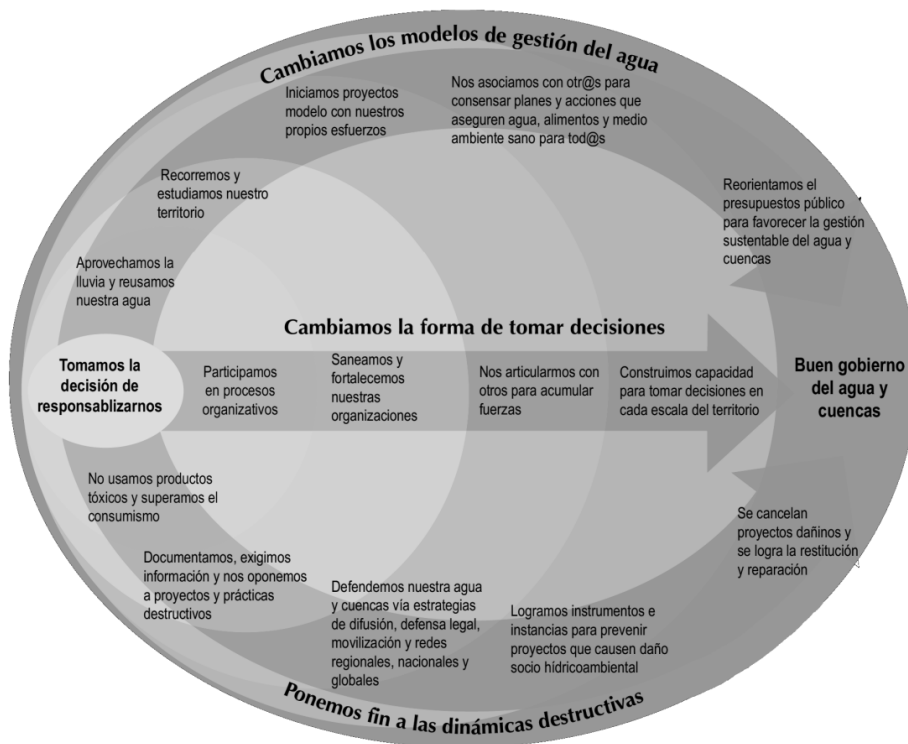 Cambiamos los modelos de gestión del agua
Iniciamos proyectos
modelo con nuestros
propios esfuerzos
Nos asociamos con otr@s para
consensar planes y acciones que
aseguren agua, alimentos y medio
ambiente sano para tod@s
Recorremos y
estudiamos nuestro
territorio
Reorientamos el
presupuestos público
para favorecer la gestión
sustentable del agua y
cuencas
Aprovechamos la
lluvia y reusamos
nuestra agua
Cambiamos la forma de tomar decisiones
Tomamos la
decisión de
responsablizarnos
Participamos
en procesos
organizativos
Saneamos y
fortalecemos
nuestras
organizaciones
Nos articularmos con
otros para acumular
fuerzas
Construimos capacidad
para tomar decisiones en
cada escala del territorio
Buen gobierno
del agua y
cuencas
No usamos productos
tóxicos y superamos el
consumismo
Documentamos, exigimos
información y nos oponemos
a proyectos y prácticas
destructivos
Defendemos nuestra agua
y cuencas vía estrategias
de difusión, defensa legal,
movilización y redes
regionales, nacionales y
globales
Logramos instrumentos e
instancias para prevenir
proyectos que causen daño
socio hídricoambiental
Se cancelan
proyectos dañinos y
se logra la restitución
y reparación
Ponemos fin a las dinámicas destructivas